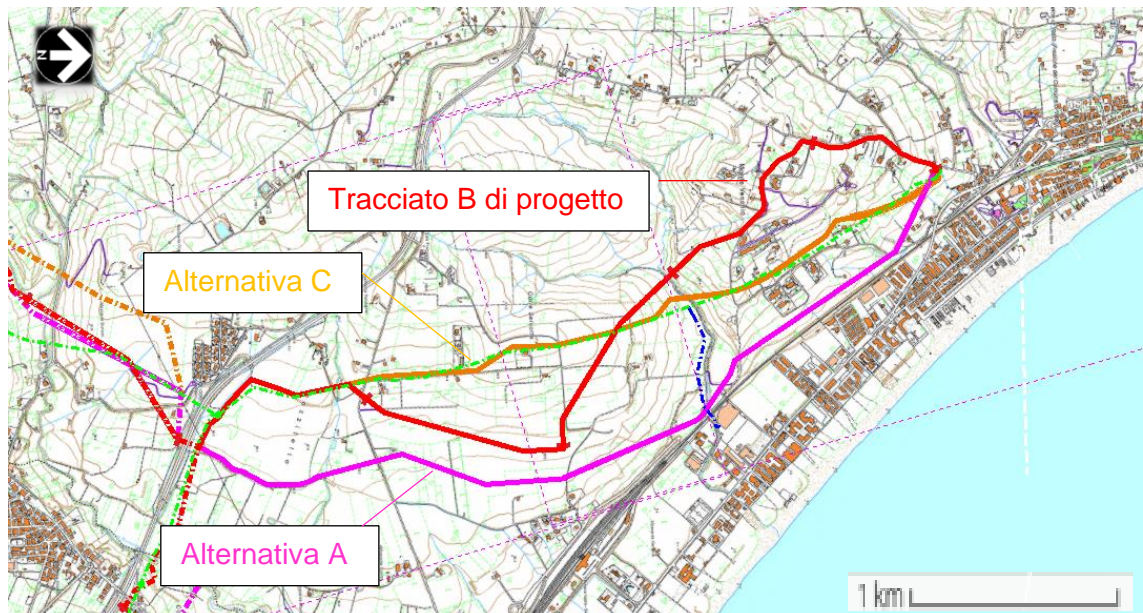 N
Tracciato B di progetto
Alternativa C
Alternativa A
1 km